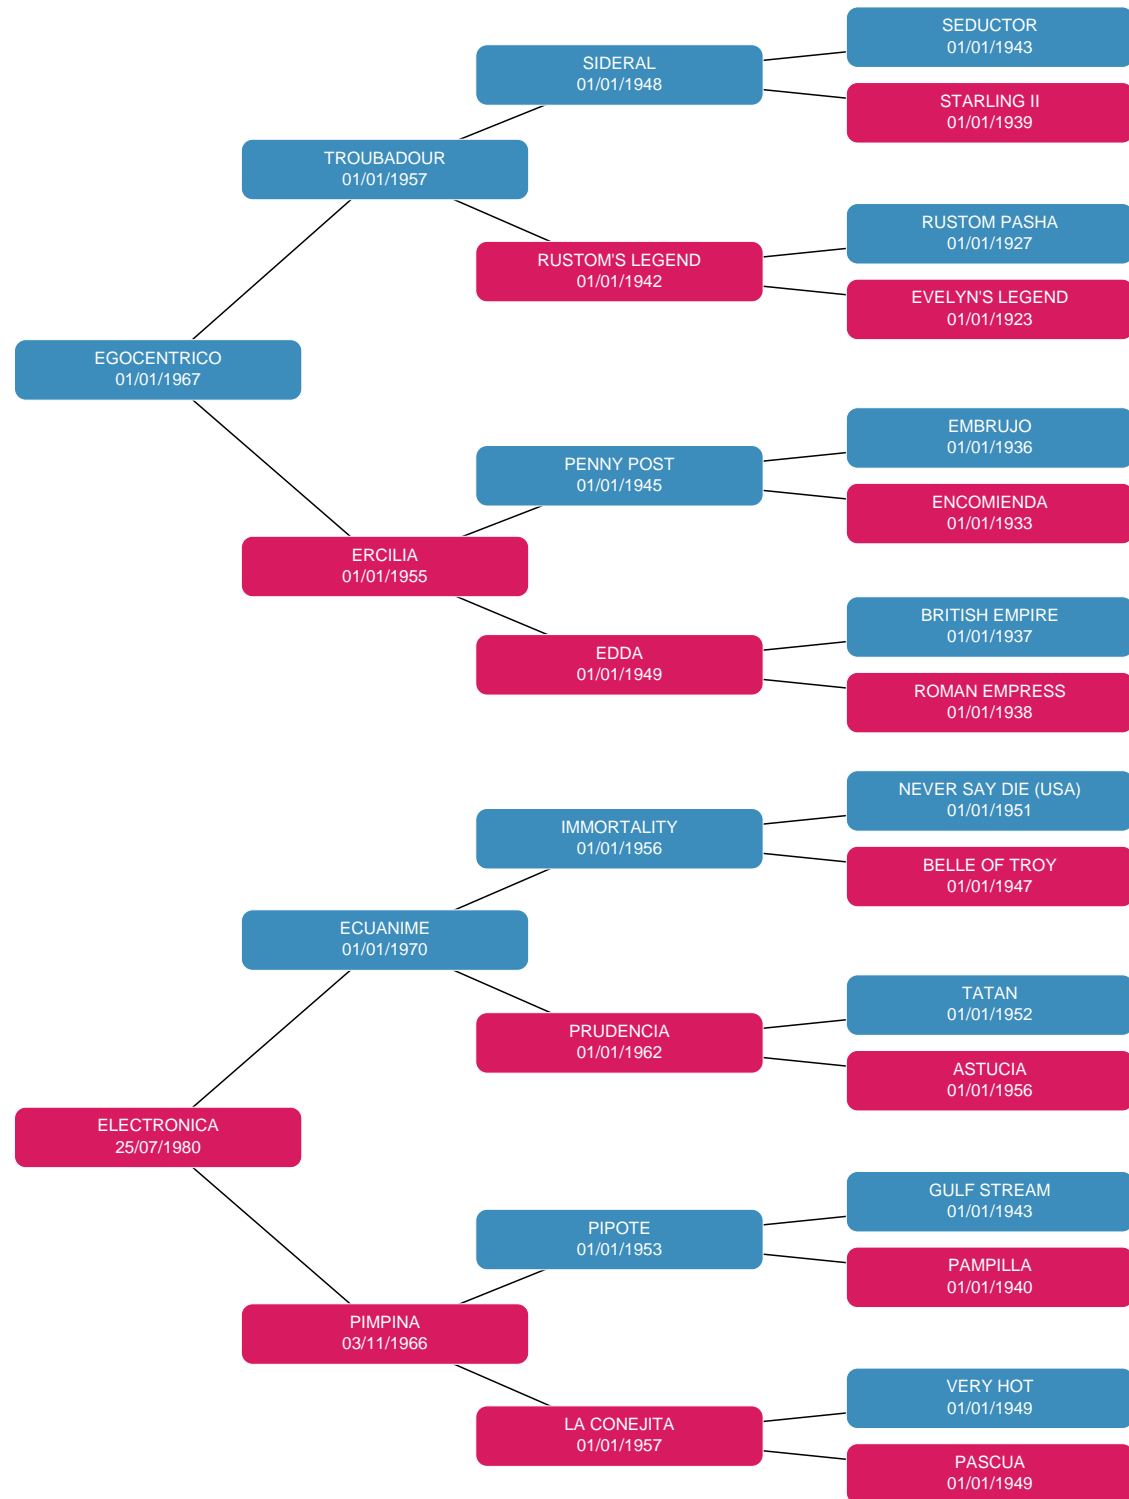 SEDUCTOR
01/01/1943
SIDERAL
01/01/1948
STARLING II
01/01/1939
TROUBADOUR
01/01/1957
RUSTOM PASHA
01/01/1927
RUSTOM'S LEGEND
01/01/1942
EVELYN'S LEGEND
01/01/1923
EGOCENTRICO
01/01/1967
EMBRUJO
01/01/1936
PENNY POST
01/01/1945
ENCOMIENDA
01/01/1933
ERCILIA
01/01/1955
BRITISH EMPIRE
01/01/1937
EDDA
01/01/1949
ROMAN EMPRESS
01/01/1938
NEVER SAY DIE (USA)
01/01/1951
IMMORTALITY
01/01/1956
BELLE OF TROY
01/01/1947
ECUANIME
01/01/1970
TATAN
01/01/1952
PRUDENCIA
01/01/1962
ASTUCIA
01/01/1956
ELECTRONICA
25/07/1980
GULF STREAM
01/01/1943
PIPOTE
01/01/1953
PAMPILLA
01/01/1940
PIMPINA
03/11/1966
VERY HOT
01/01/1949
LA CONEJITA
01/01/1957
PASCUA
01/01/1949